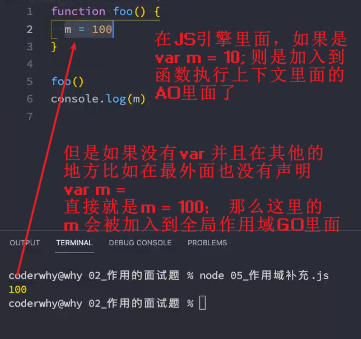 1 function foo() {
2 m = 100
3 }
4
5 foo()
6 console.log(m)
7
在JS引擎里面，如果是
var m = 10; 则是加入到
函数执行上下文里面的
AO里面了
但是如果没有var 并且在其他的
地方比如在最外面也没有声明
var m =
直接就是m = 100； 那么这里的
m 会被加入到全局作用域GO里面
OUTPUT TERMINAL DEBUG CONSOLE PROBLEMS
coderwhy@why 02_作用的面试题 % node 05_作用域补充.js
100
coderwhy@why 02_作用的面试题 %